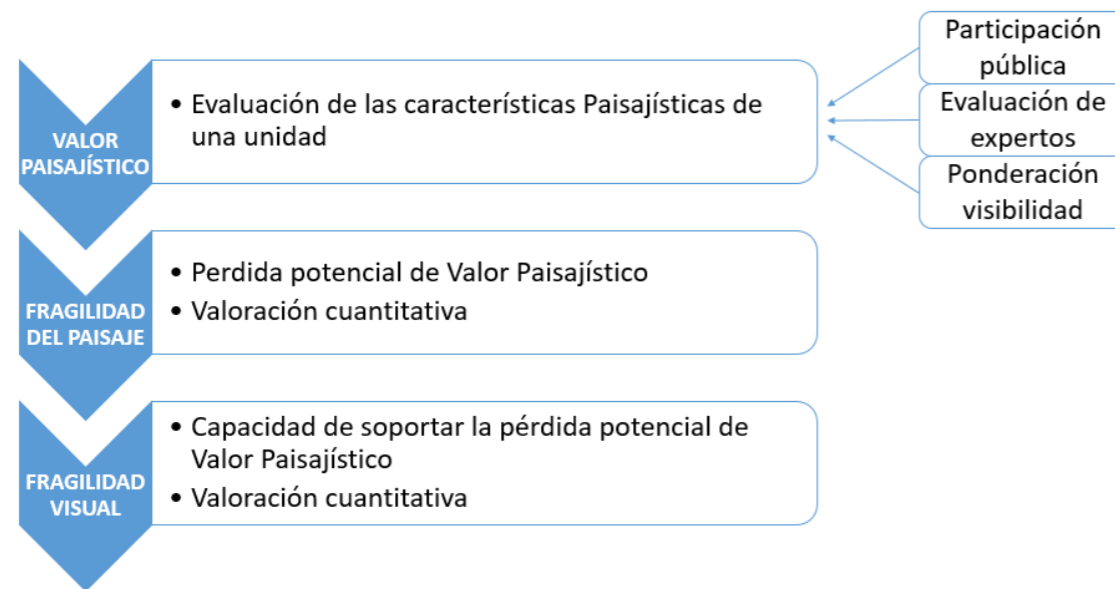 VALOR
PAISAJÍSTICO
• Evaluación de las características Paisajísticas de
una unidad
Participación
pública
Evaluación de
expertos
Ponderación
visibilidad
FRAGILIDAD
DEL PAISAJE
• Perdida potencial de Valor Paisajístico
• Valoración cuantitativa
FRAGILIDAD
VISUAL
• Capacidad de soportar la pérdida potencial de
Valor Paisajístico
• Valoración cuantitativa